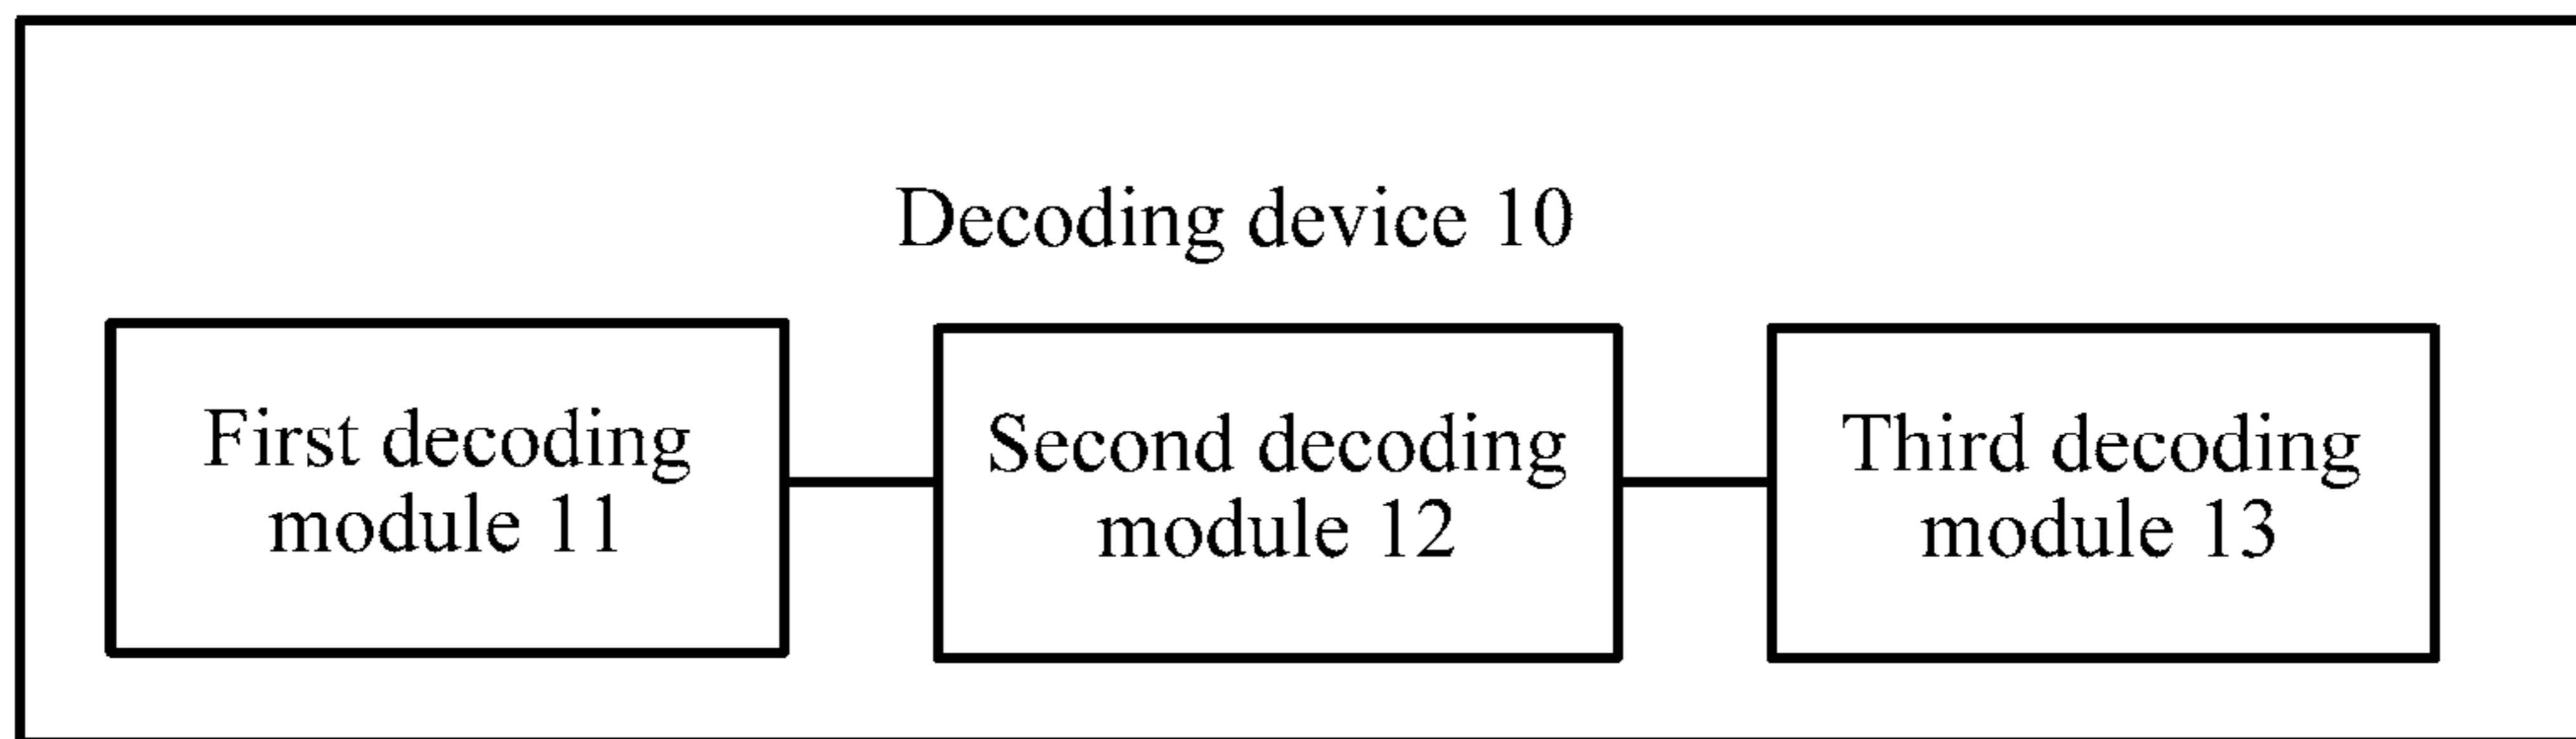 Decoding device 10
First decoding
module 11
Second decoding
module 12
Third decoding
module 13